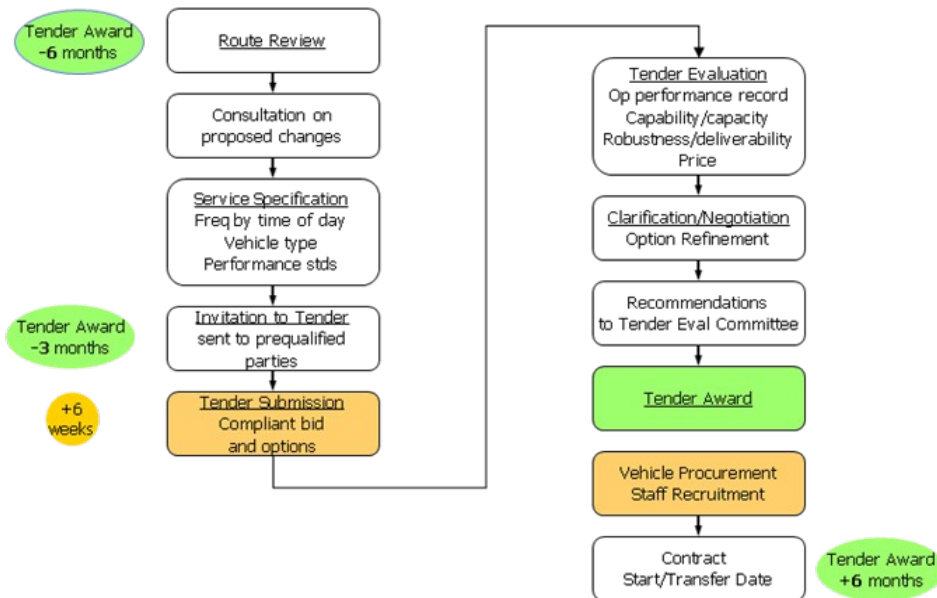 Tender Award
-6 months
Route Review
Consultation on
proposed changes
Service Specification
Freq by time of day
Vehicle type
Performance stds
Tender Award
-3 months
Invitation to Tender
sent to prequalified
parties
+6
weeks
Tender Submission
Compliant bid
and options
Tender Evaluation
Op performance record
Capability/capacity
Robustness/deliverability
Price
Clarification/Negotiation
Option Refinement
Recommendations
to Tender Eval Committee
Tender Award
Vehicle Procurement
Staff Recruitment
Contract
Start/Transfer Date
Tender Award
+6 months